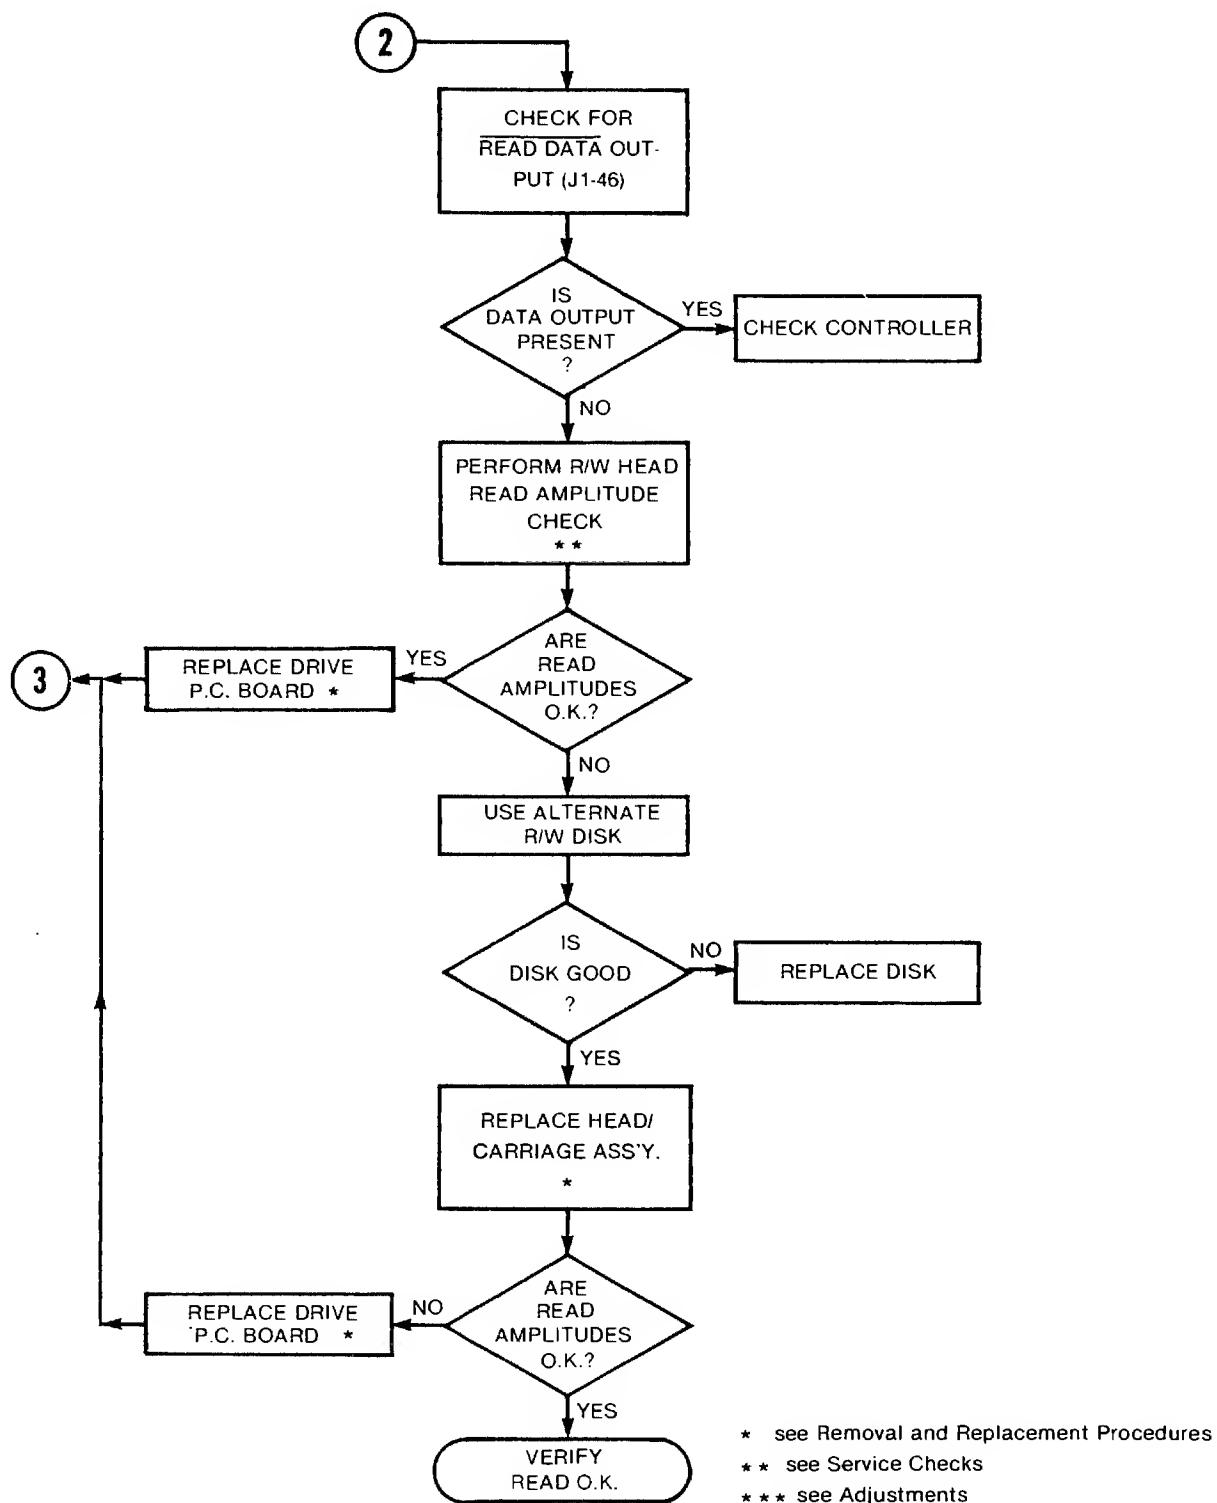 2
CHECK FOR
READ DATA OUT-
PUT (J1-46)
IS
DATA OUTPUT
PRESENT
?
YES
CHECK CONTROLLER
NO
PERFORM R/W HEAD
READ AMPLITUDE
CHECK
* *
ARE
READ
AMPLITUDES
O.K.?
YES
REPLACE DRIVE
P.C. BOARD *
3
NO
USE ALTERNATE
R/W DISK
IS
DISK GOOD
?
NO
REPLACE DISK
YES
REPLACE HEAD/
CARRIAGE ASS'Y.
*
ARE
READ
AMPLITUDES
O.K.?
NO
REPLACE DRIVE
P.C. BOARD *
YES
VERIFY
READ O.K.
* see Removal and Replacement Procedures
* * see Service Checks
* * * see Adjustments